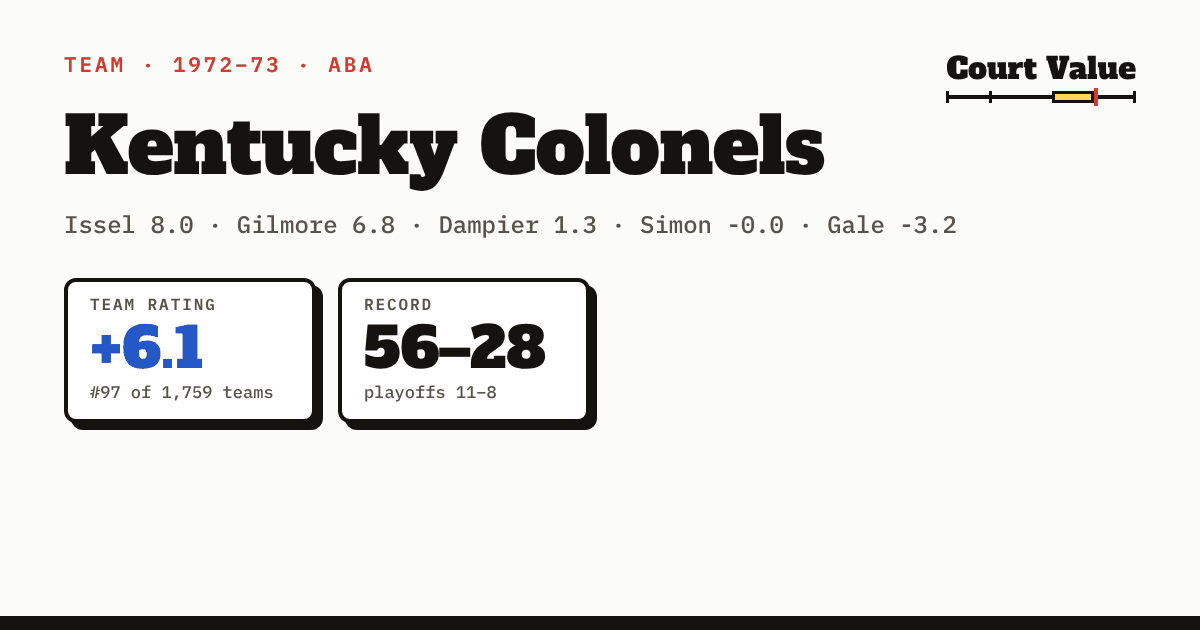 TEAM · 1972–73 · ABA
Court Value
Kentucky Colonels
Issel 8.0 · Gilmore 6.8 · Dampier 1.3 · Simon -0.0 · Gale -3.2
TEAM RATING
+6.1
#97 of 1,759 teams
RECORD
56–28
playoffs 11–8